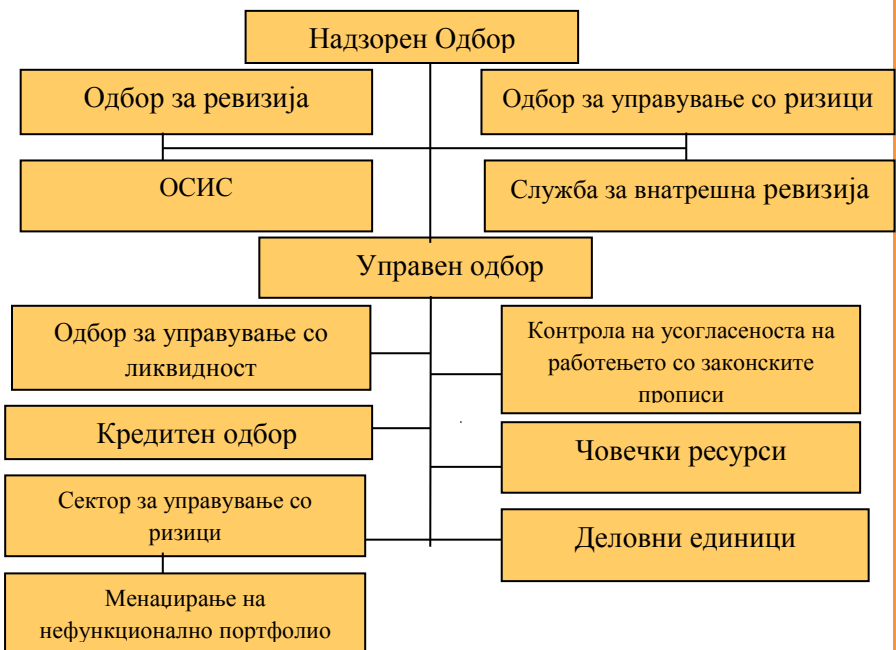 Надзорен Одбор
Одбор за ревизија
Одбор за управување со ризици
ОСИС
Служба за внатрешна ревизија
Управен одбор
Одбор за управување со
ликвидност
Контрола на усогласеноста на
работењето со законските
прописи
Кредитен одбор
Човечки ресурси
Сектор за управување со
ризици
Деловни единици
Менаџирање на
нефункционално портфолио